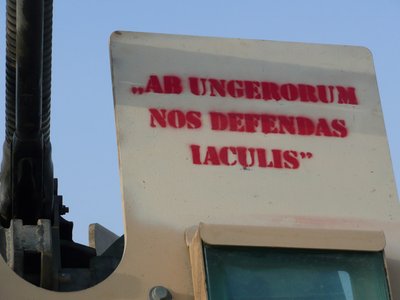 „AB UNGERORUM
NOS DEFENDAS
IACULIS”